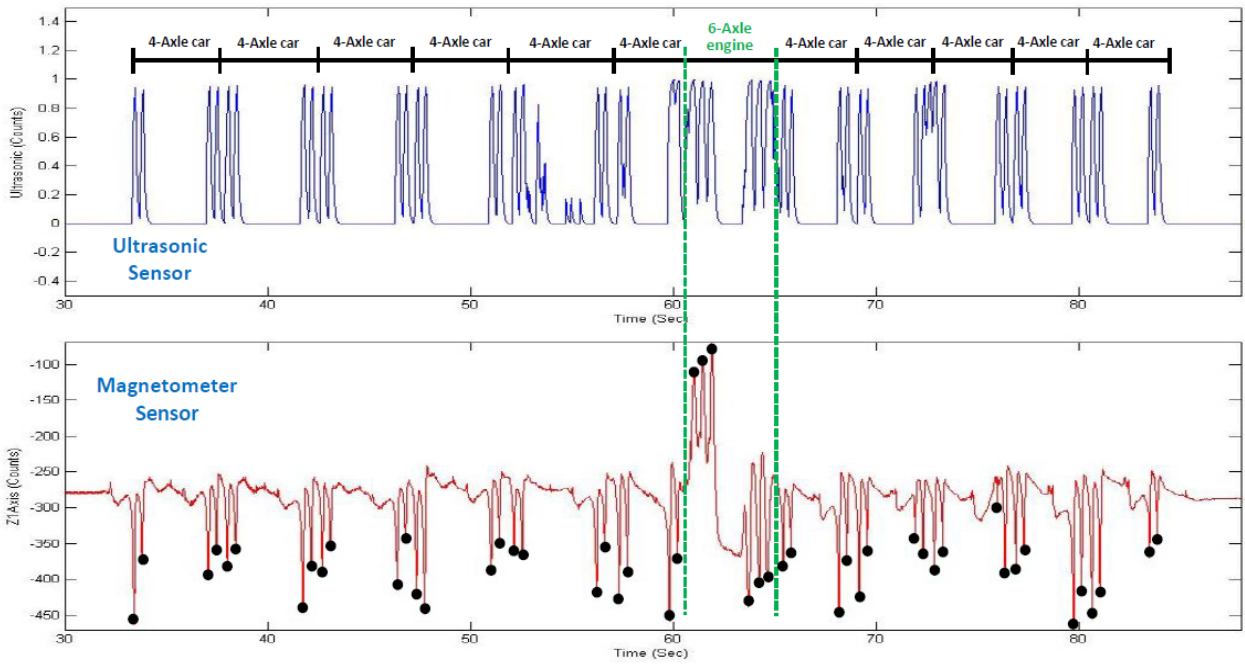 1.4
1.2
1
0.8
0.6
0.4
0.2
0
-0.2
-0.4
Ultrasonic (Counts)
4-Axle car 4-Axle car 4-Axle car 4-Axle car 4-Axle car 4-Axle car 6-Axle engine 4-Axle car 4-Axle car 4-Axle car 4-Axle car 4-Axle car
Ultrasonic
Sensor
30 40 50 60 70 80
Time (Sec)
-100
-150
-200
-250
-300
-350
-400
-450
Z1Axis (Counts)
Magnetometer
Sensor
30 40 50 60 70 80
Time (Sec)